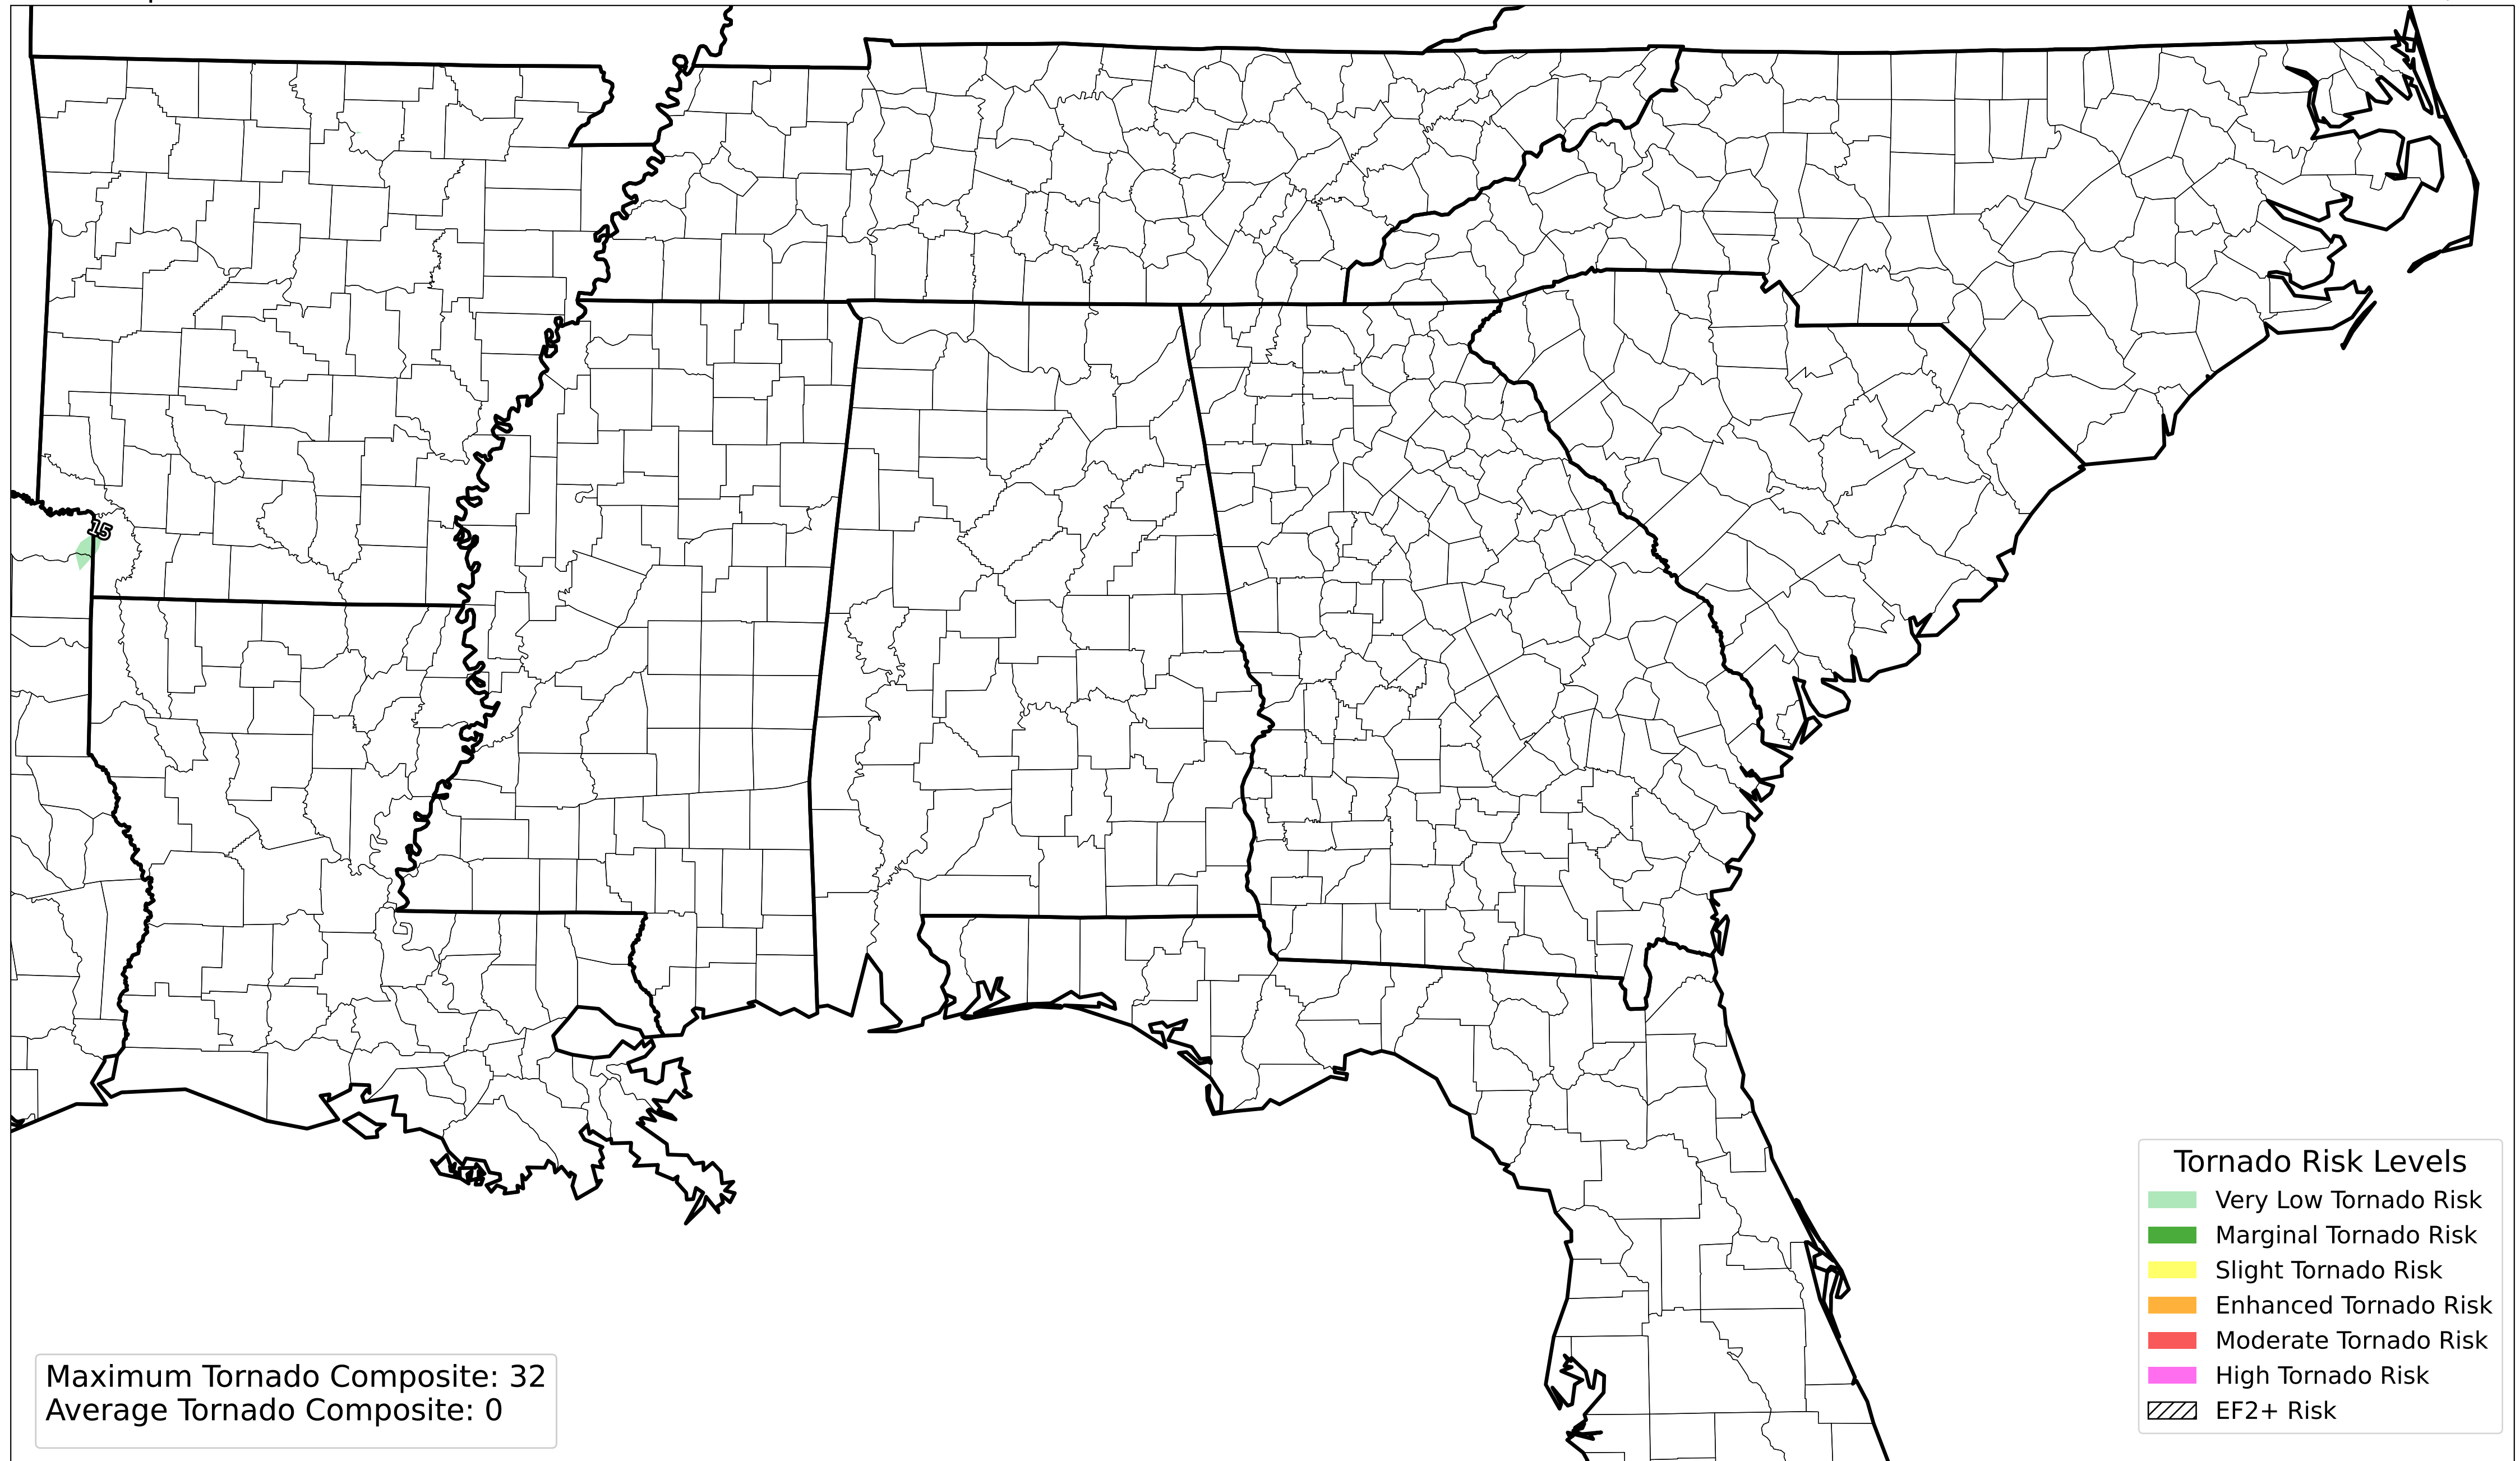 15
Tornado Risk Levels
Very Low Tornado Risk
Marginal Tornado Risk
Slight Tornado Risk
Enhanced Tornado Risk
Moderate Tornado Risk
High Tornado Risk
EF2+ Risk
Maximum Tornado Composite: 32
Average Tornado Composite: 0